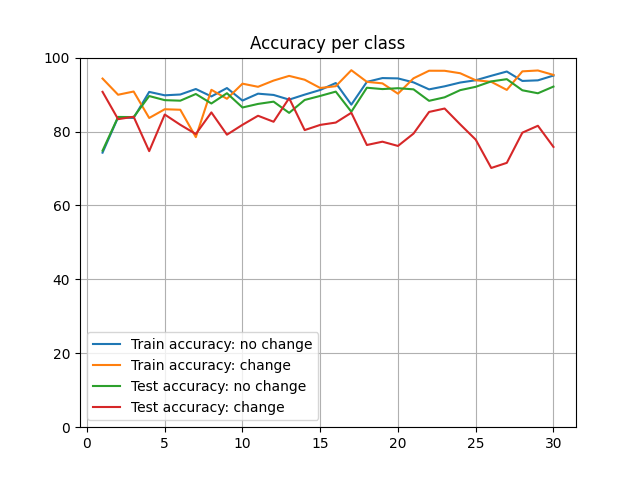 Accuracy per class
100
80
60
40
20
0
0 5 10 15 20 25 30
Train accuracy: no change
Train accuracy: change
Test accuracy: no change
Test accuracy: change